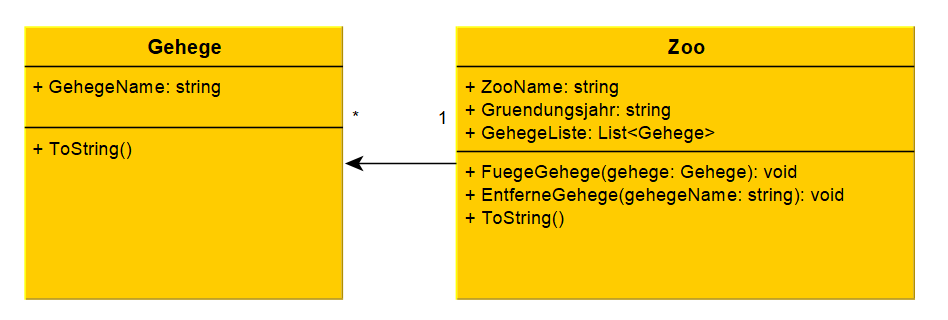 Gehege
+ GehegeName: string
+ ToString()
* 1
Zoo
+ ZooName: string
+ Gruendungsjahr: string
+ GehegeListe: List<Gehege>
+ FuegeGehege(gehege: Gehege): void
+ EntferneGehege(gehegeName: string): void
+ ToString()